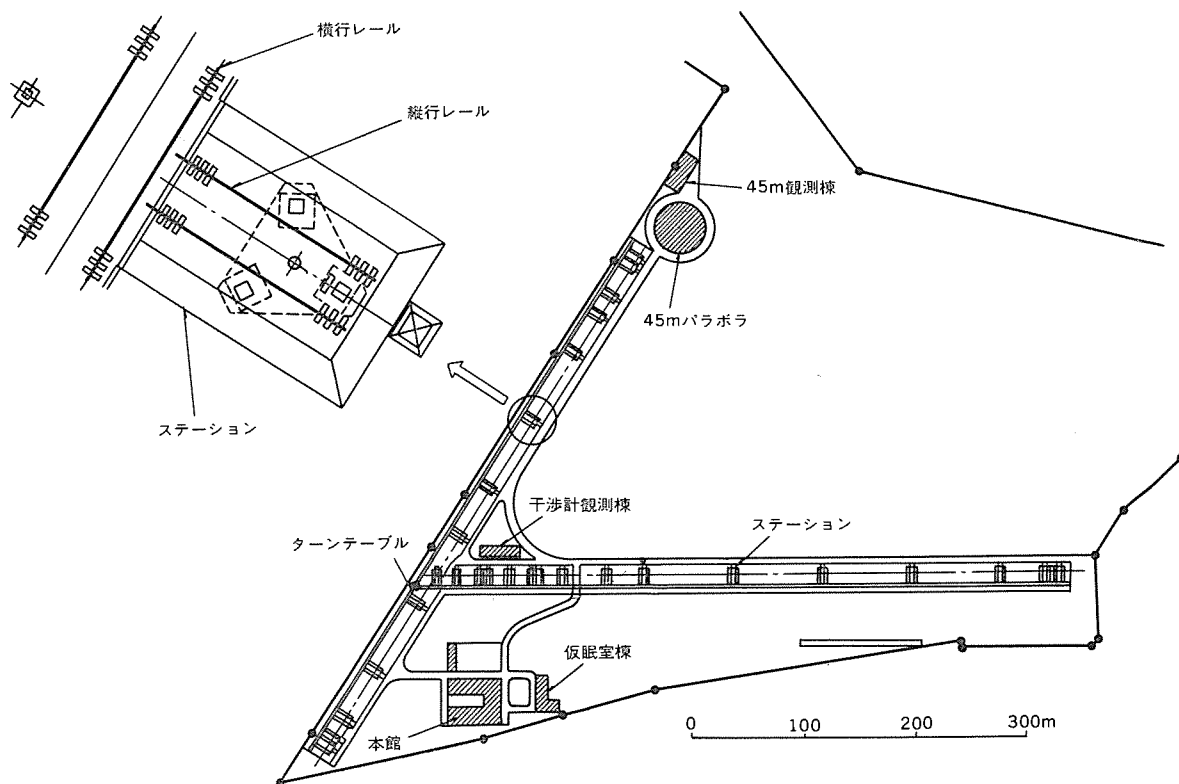 横行レール
縦行レール
45m観測棟
45mパラボラ
ステーション
干渉計観測棟
ステーション
ターンテーブル
仮眠室棟
本館
0 100 200 300m